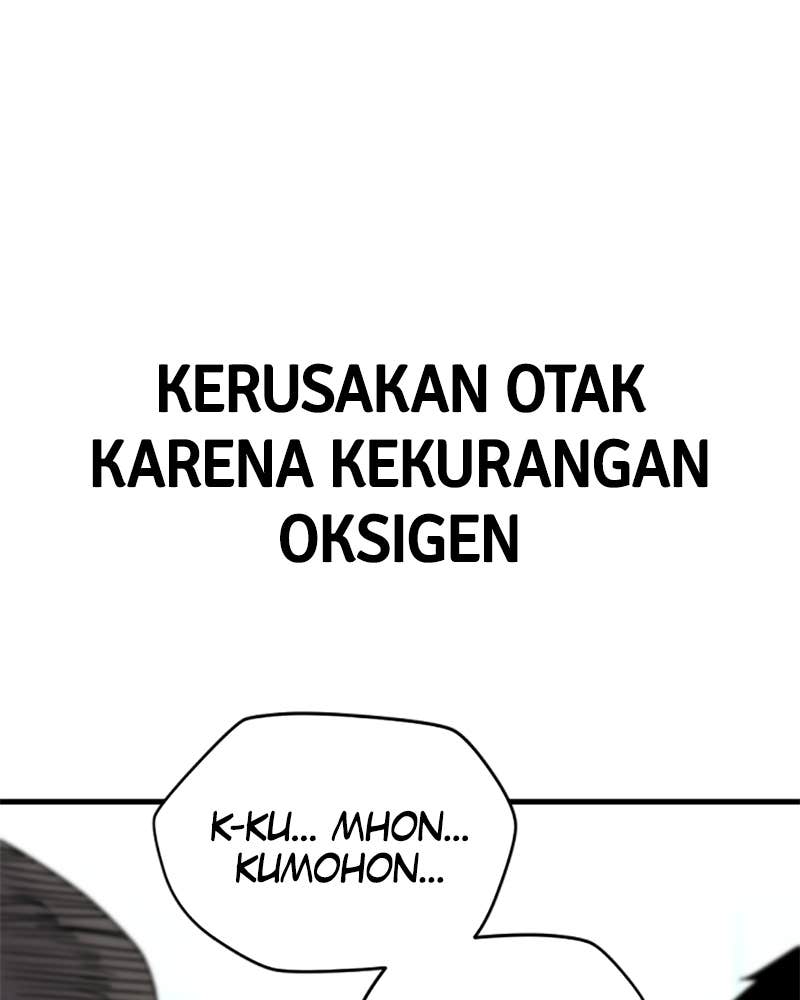 KERUSAKAN OTAK
KARENA KEKURANGAN
OKSIGEN
K-KU... MHON...
KUMOHON...